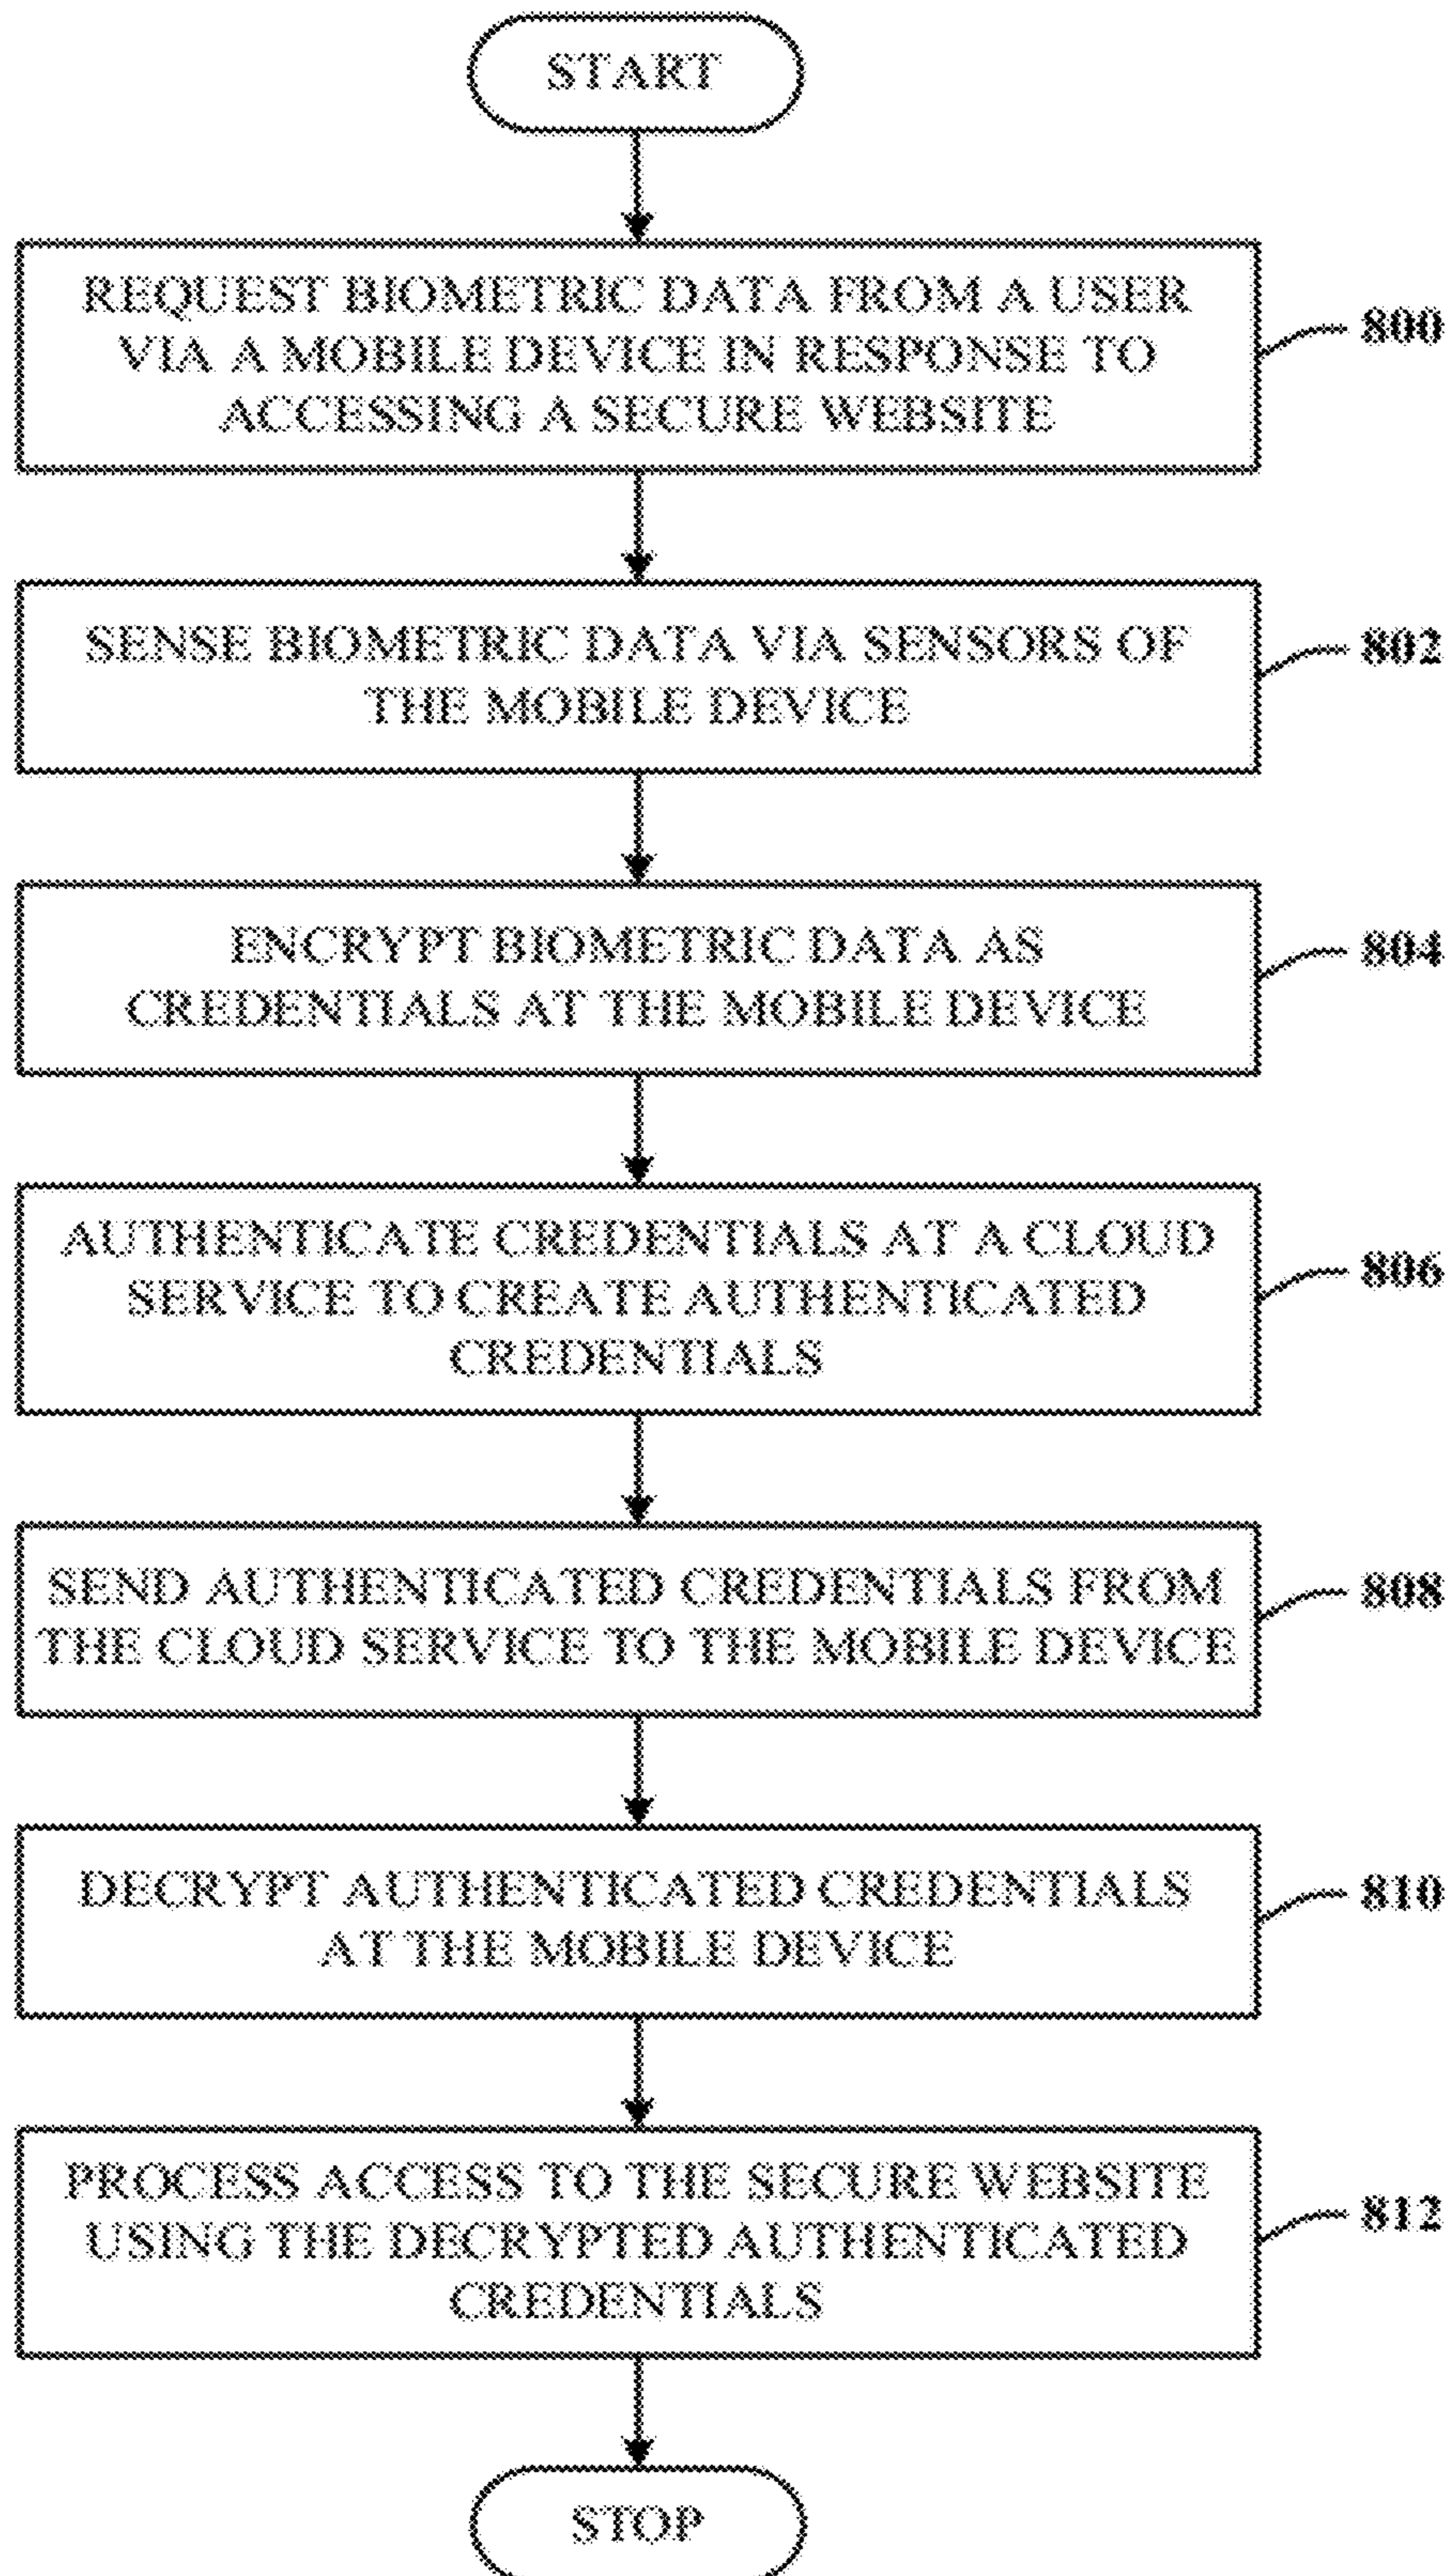 START
REQUEST BIOMETRIC DATA FROM A USER
VIA A MOBILE DEVICE IN RESPONSE TO
ACCESSING A SECURE WEBSITE
800
SENSE BIOMETRIC DATA VIA SENSORS OF
THE MOBILE DEVICE
802
ENCRYPT BIOMETRIC DATA AS
CREDENTIALS AT THE MOBILE DEVICE
804
AUTHENTICATE CREDENTIALS AT A CLOUD
SERVICE TO CREATE AUTHENTICATED
CREDENTIALS
806
SEND AUTHENTICATED CREDENTIALS FROM
THE CLOUD SERVICE TO THE MOBILE DEVICE
808
DECRYPT AUTHENTICATED CREDENTIALS
AT THE MOBILE DEVICE
810
PROCESS ACCESS TO THE SECURE WEBSITE
USING THE DECRYPTED AUTHENTICATED
CREDENTIALS
812
STOP